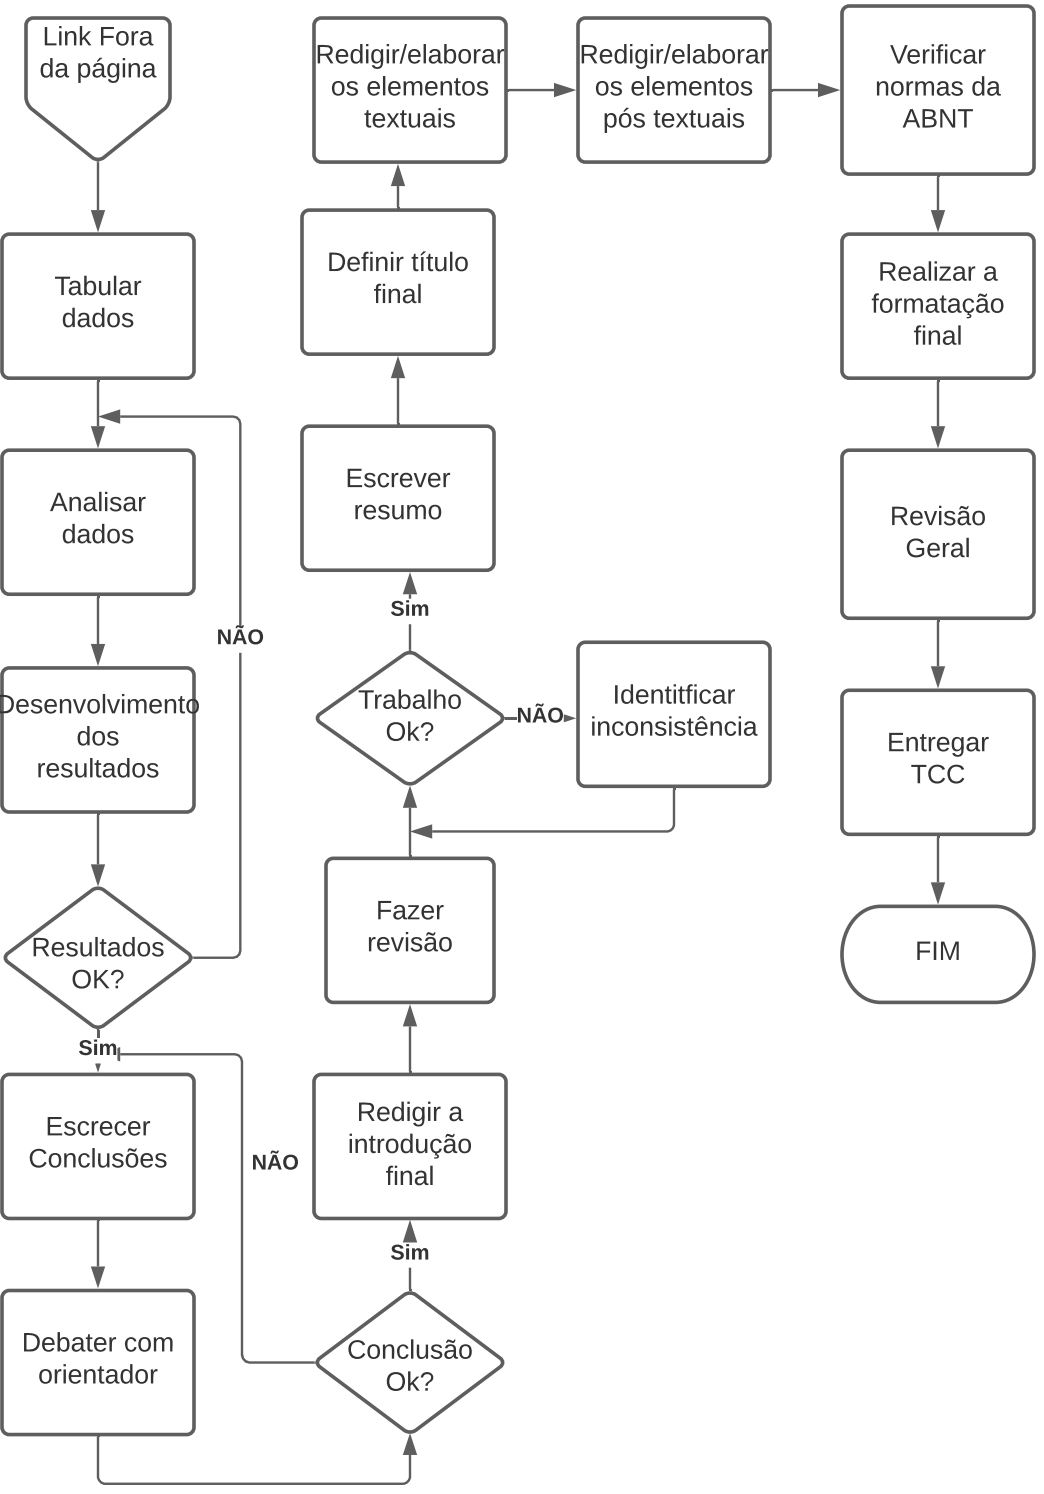 Link Fora
da página
Tabular
dados
Analisar
dados
NÃO
Desenvolvimento
dos
resultados
Resultados
OK?
Sim
Escrecer
Conclusões
Debater com
orientador
Conclusão
Ok?
NÃO
Sim
Redigir a
introdução
final
Fazer
revisão
Trabalho
Ok?
NÃO
Identitficar
inconsistência
Sim
Escrever
resumo
Definir título
final
Redigir/elaborar
os elementos
textuais
Redigir/elaborar
os elementos
pós textuais
Verificar
normas da
ABNT
Realizar a
formatação
final
Revisão
Geral
Entregar
TCC
FIM